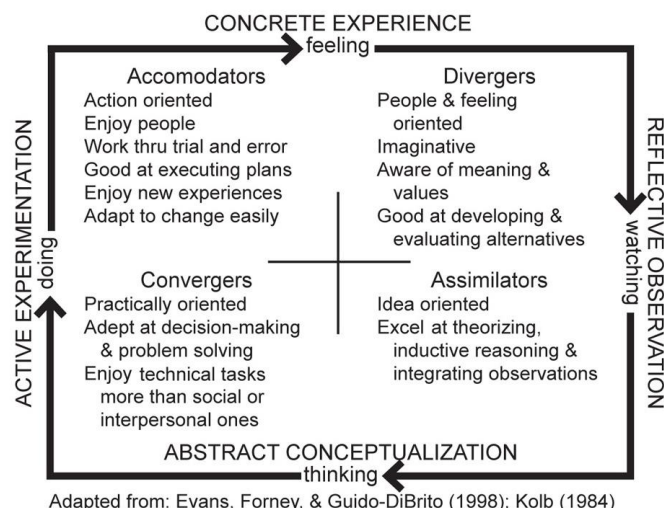 CONCRETE EXPERIENCE
feeling
Accomodators
Action oriented
Enjoy people
Work thru trial and error
Good at executing plans
Enjoy new experiences
Adapt to change easily
Divergers
People & feeling
oriented
Imaginative
Aware of meaning &
values
Good at developing &
evaluating alternatives
ACTIVE EXPERIMENTATION
doing
REFLECTIVE OBSERVATION
watching
Convergers
Practically oriented
Adept at decision-making
& problem solving
Enjoy technical tasks
more than social or
interpersonal ones
Assimilators
Idea oriented
Excel at theorizing,
inductive reasoning &
integrating observations
ABSTRACT CONCEPTUALIZATION
thinking
Adapted from: Evans, Forney, & Guido-DiBrito (1998); Kolb (1984)